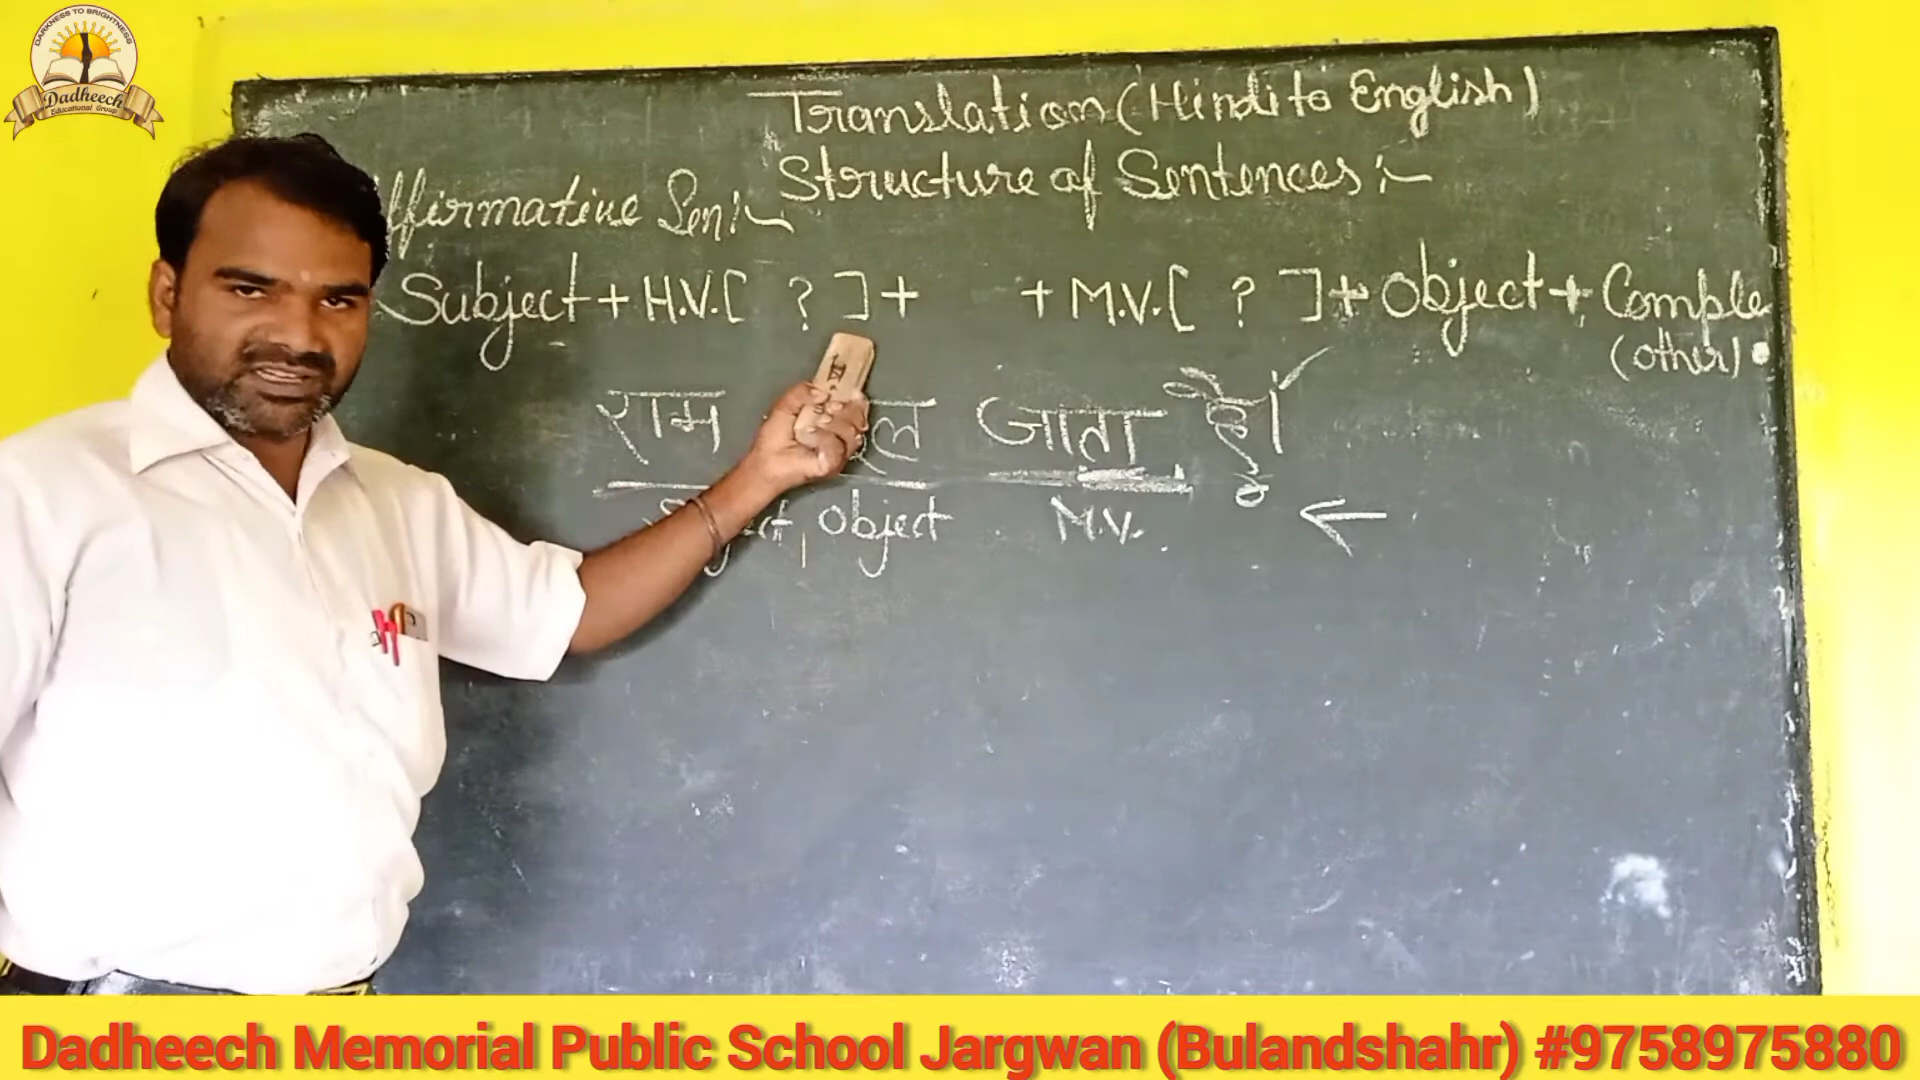 DARKNESS TO BRIGHTNESS
Dadheech
Educational Group
Translation (Hindi to English)
Structure of Sentences :-
ffirmative Sen:-
Subject + H.V. [ ? ] + + M.V. [ ? ] + Object + Comple
(other)
राम जाता है।
Object M.V.
Dadheech Memorial Public School Jargwan (Bulandshahr) #9758975880